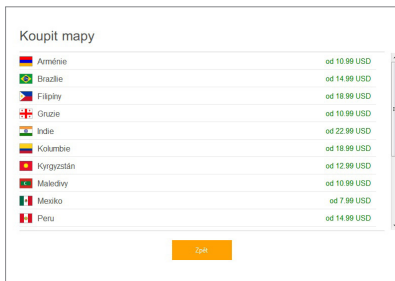 Koupit mapy
Arménie od 10.99 USD
Brazílie od 14.99 USD
Filipíny od 18.99 USD
Gruzie od 10.99 USD
Indie od 22.99 USD
Kolumbie od 18.99 USD
Kyrgyzstán od 12.99 USD
Maledivy od 10.99 USD
Mexiko od 7.99 USD
Peru od 14.99 USD
Zpět